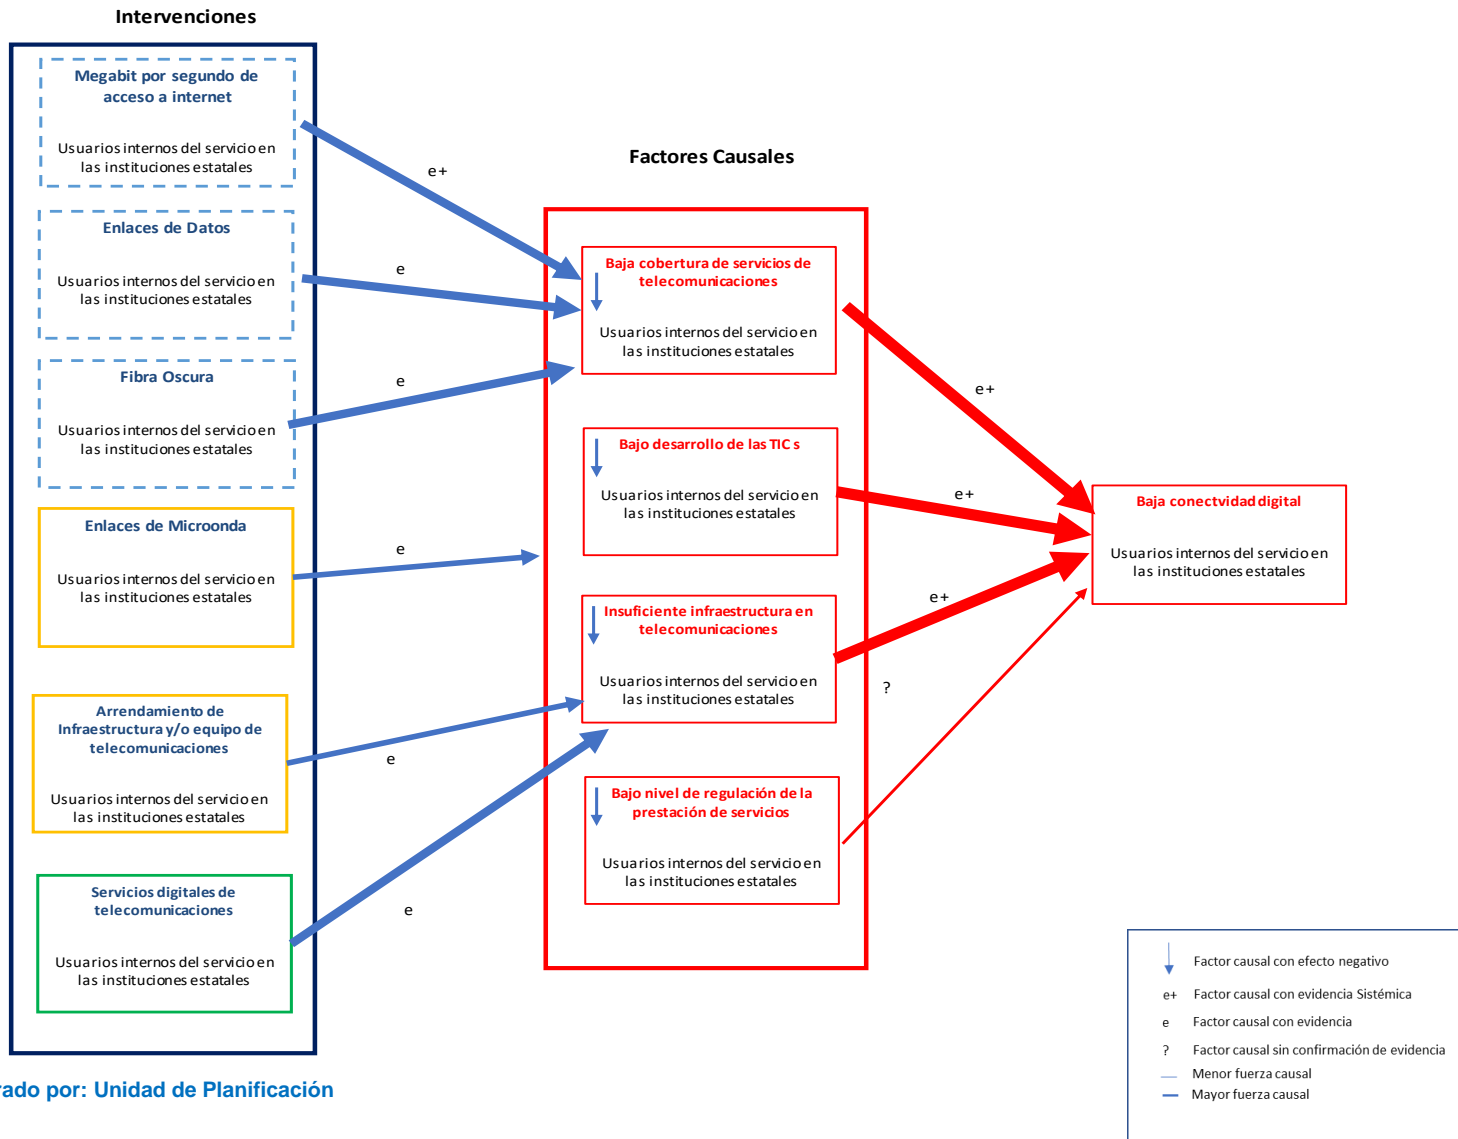 Intervenciones
Megabit por segundo de
acceso a internet
Usuarios internos del servicio en
las instituciones estatales
Enlaces de Datos
Usuarios internos del servicio en
las instituciones estatales
Fibra Oscura
Usuarios internos del servicio en
las instituciones estatales
Enlaces de Microonda
Usuarios internos del servicio en
las instituciones estatales
Arrendamiento de
Infraestructura y/o equipo de
telecomunicaciones
Usuarios internos del servicio en
las instituciones estatales
Servicios digitales de
telecomunicaciones
Usuarios internos del servicio en
las instituciones estatales
e+
e
e
e
e
e
Factores Causales
Baja cobertura de servicios de
telecomunicaciones
Usuarios internos del servicio en
las instituciones estatales
Bajo desarrollo de las TIC s
Usuarios internos del servicio en
las instituciones estatales
Insuficiente infraestructura en
telecomunicaciones
Usuarios internos del servicio en
las instituciones estatales
Bajo nivel de regulación de la
prestación de servicios
Usuarios internos del servicio en
las instituciones estatales
e+
e+
e+
?
Baja conectvidad digital
Usuarios internos del servicio en
las instituciones estatales
Factor causal con efecto negativo
e+ Factor causal con evidencia Sistémica
e Factor causal con evidencia
? Factor causal sin confirmación de evidencia
Menor fuerza causal
Mayor fuerza causal
rado por: Unidad de Planificación